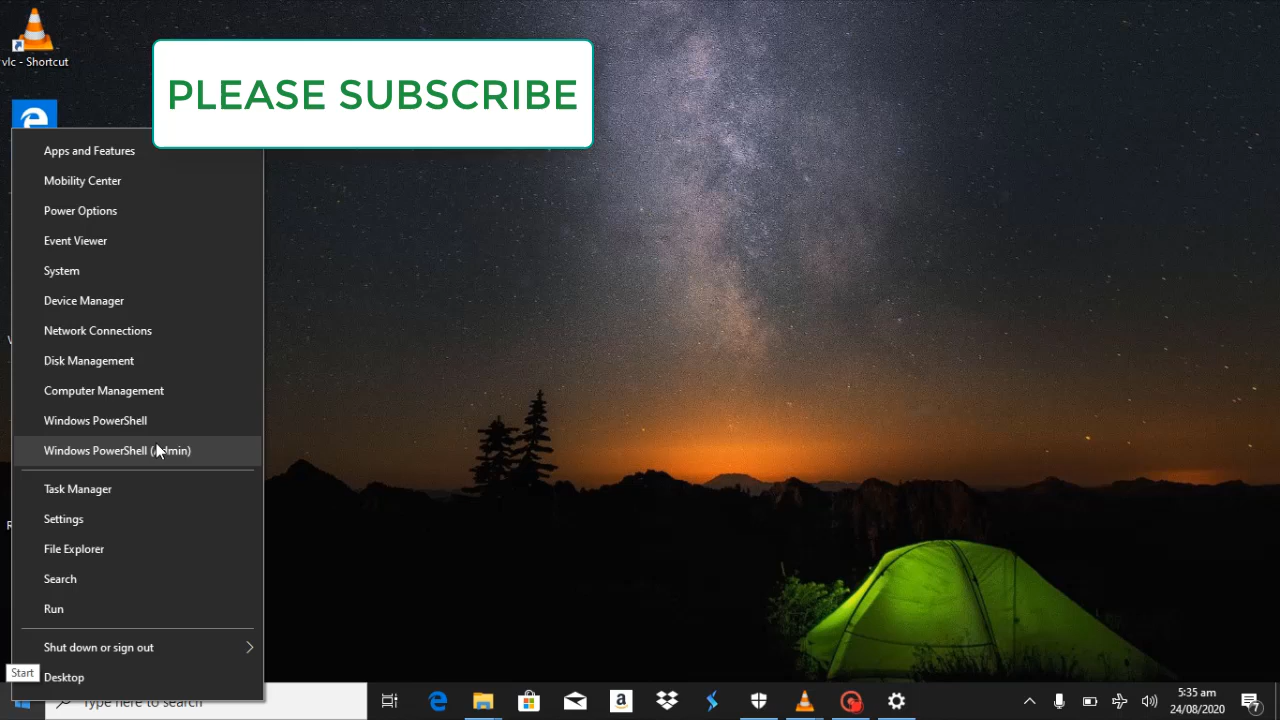 vlc - Shortcut
PLEASE SUBSCRIBE
Apps and Features
Mobility Center
Power Options
Event Viewer
System
Device Manager
Network Connections
Disk Management
Computer Management
Windows PowerShell
Windows PowerShell (Admin)
Task Manager
Settings
File Explorer
Search
Run
Shut down or sign out
Start
Desktop
Type here to search
5:35 am
24/08/2020
7